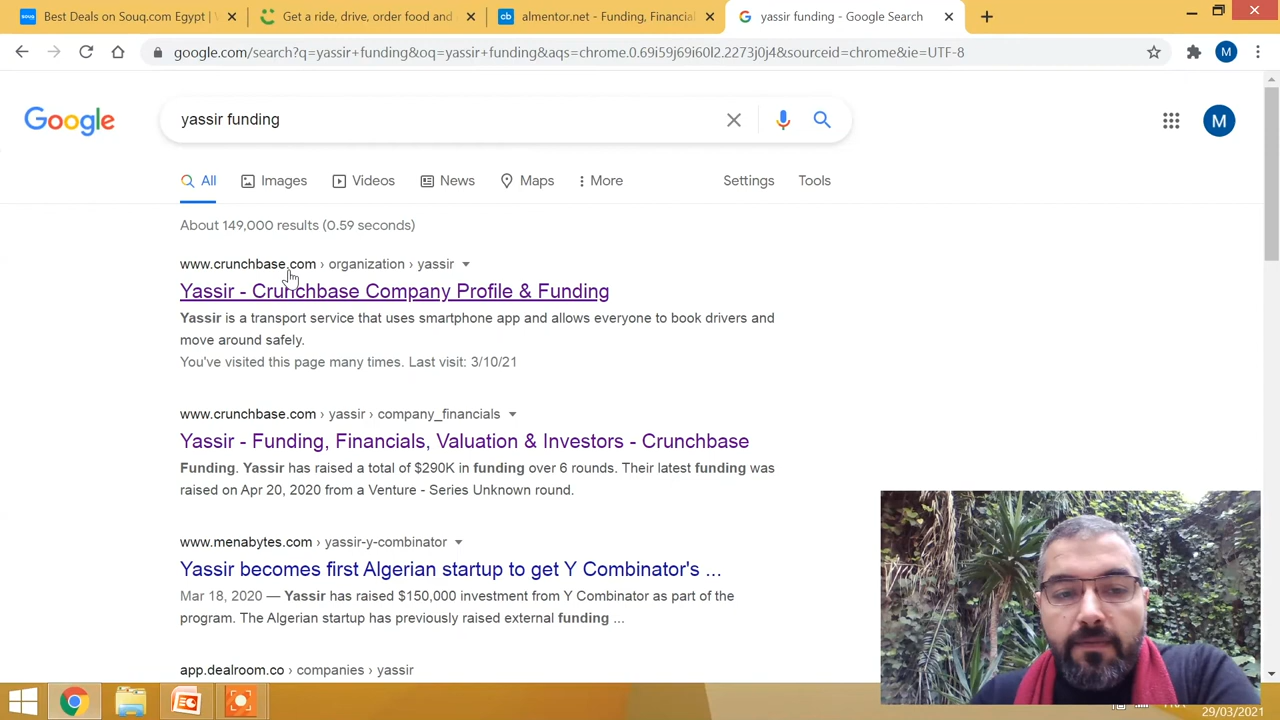 Best Deals on Souq.com Egypt |
Get a ride, drive, order food and
almentor.net - Funding, Financial
yassir funding - Google Search
google.com/search?q=yassir+funding&oq=yassir+funding&aqs=chrome.0.69i59j69i60l2.2273j0j4&sourceid=chrome&ie=UTF-8
M
Google
yassir funding
M
All
Images
Videos
News
Maps
More
Settings
Tools
About 149,000 results (0.59 seconds)
www.crunchbase.com › organization › yassir
Yassir - Crunchbase Company Profile & Funding
Yassir is a transport service that uses smartphone app and allows everyone to book drivers and
move around safely.
You've visited this page many times. Last visit: 3/10/21
www.crunchbase.com › yassir › company_financials
Yassir - Funding, Financials, Valuation & Investors - Crunchbase
Funding. Yassir has raised a total of $290K in funding over 6 rounds. Their latest funding was
raised on Apr 20, 2020 from a Venture - Series Unknown round.
www.menabytes.com › yassir-y-combinator
Yassir becomes first Algerian startup to get Y Combinator's ...
Mar 18, 2020 — Yassir has raised $150,000 investment from Y Combinator as part of the
program. The Algerian startup has previously raised external funding ...
app.dealroom.co › companies › yassir
29/03/2021